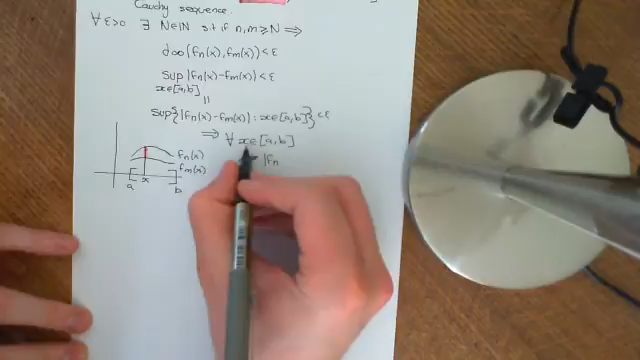 Cauchy sequence.
∀ε>0 ∃ N∈ℕ s.t if n,m≥N ⟹
d∞(fn(x),fm(x))<ε
sup |fn(x)-fm(x)|<ε
x∈[a,b]
||
sup{|fn(x)-fm(x)|: x∈[a,b]}<ε
⟹ ∀ x∈[a,b]
|fn
fn(x)
fm(x)
a x b